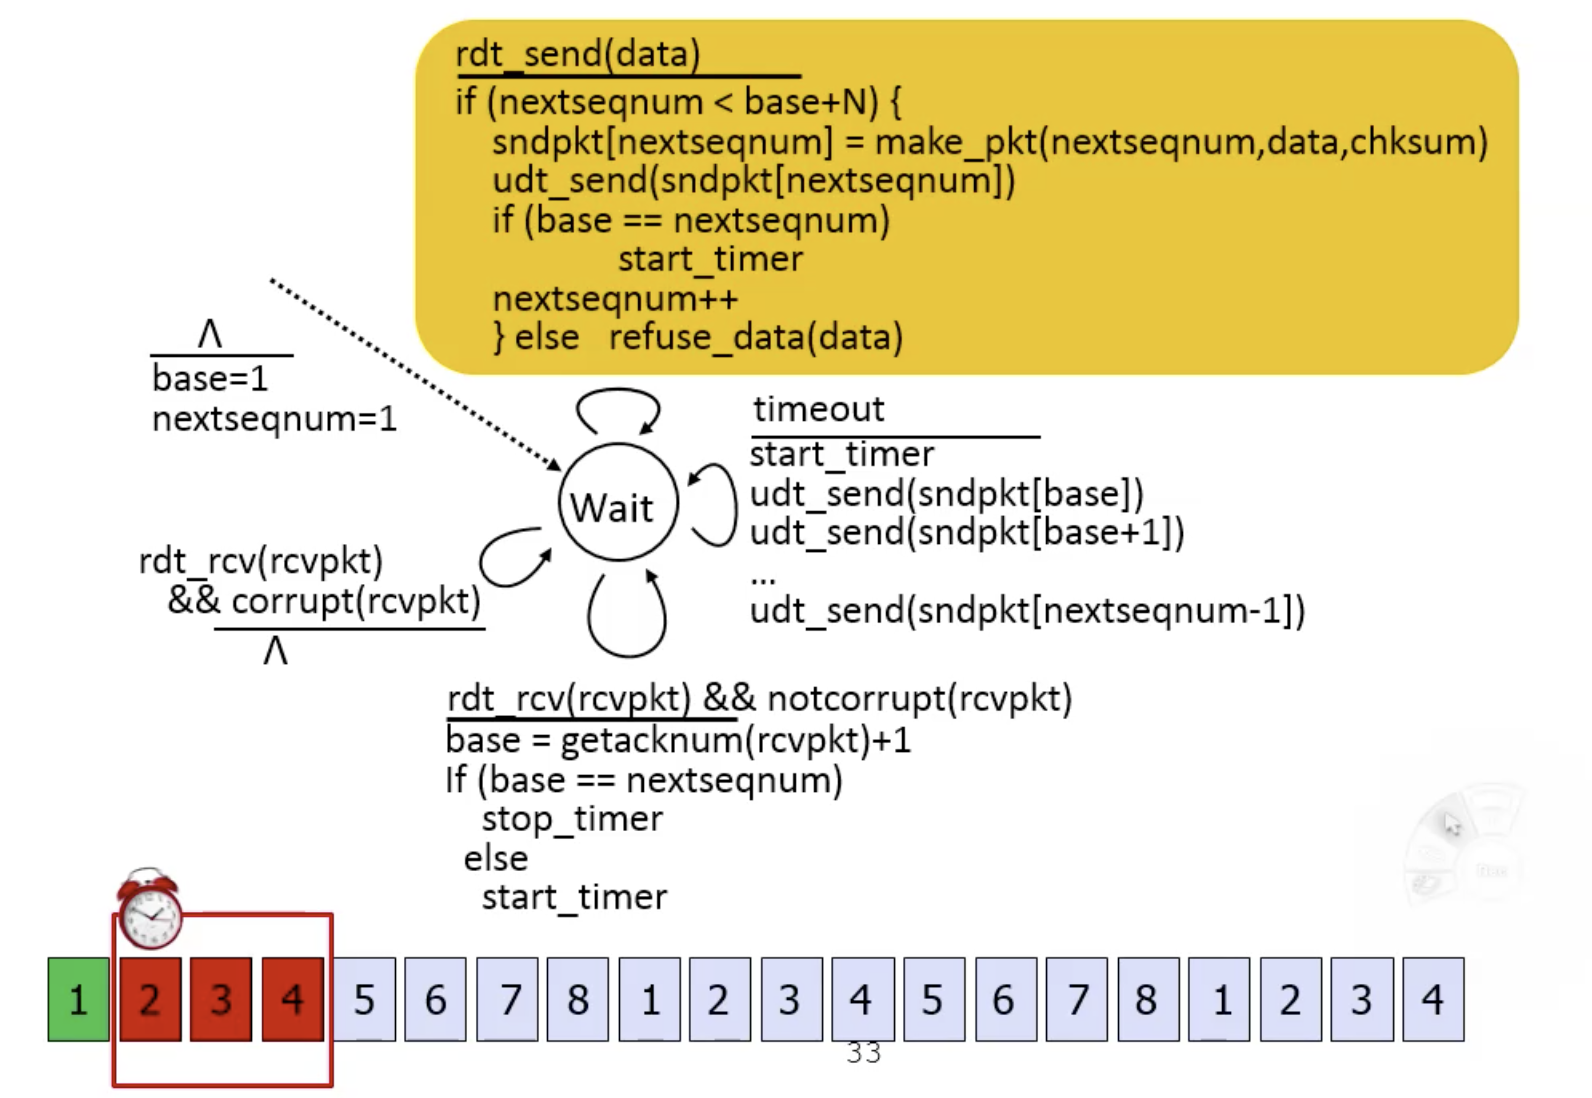 rdt_send(data)
if (nextseqnum < base+N) {
sndpkt[nextseqnum] = make_pkt(nextseqnum,data,chksum)
udt_send(sndpkt[nextseqnum])
if (base == nextseqnum)
start_timer
nextseqnum++
} else refuse_data(data)
Λ
base=1
nextseqnum=1
timeout
start_timer
udt_send(sndpkt[base])
udt_send(sndpkt[base+1])
...
udt_send(sndpkt[nextseqnum-1])
Wait
rdt_rcv(rcvpkt)
&& corrupt(rcvpkt)
Λ
rdt_rcv(rcvpkt) && notcorrupt(rcvpkt)
base = getacknum(rcvpkt)+1
If (base == nextseqnum)
stop_timer
else
start_timer
1 2 3 4 5 6 7 8 1 2 3 4 5 6 7 8 1 2 3 4
33